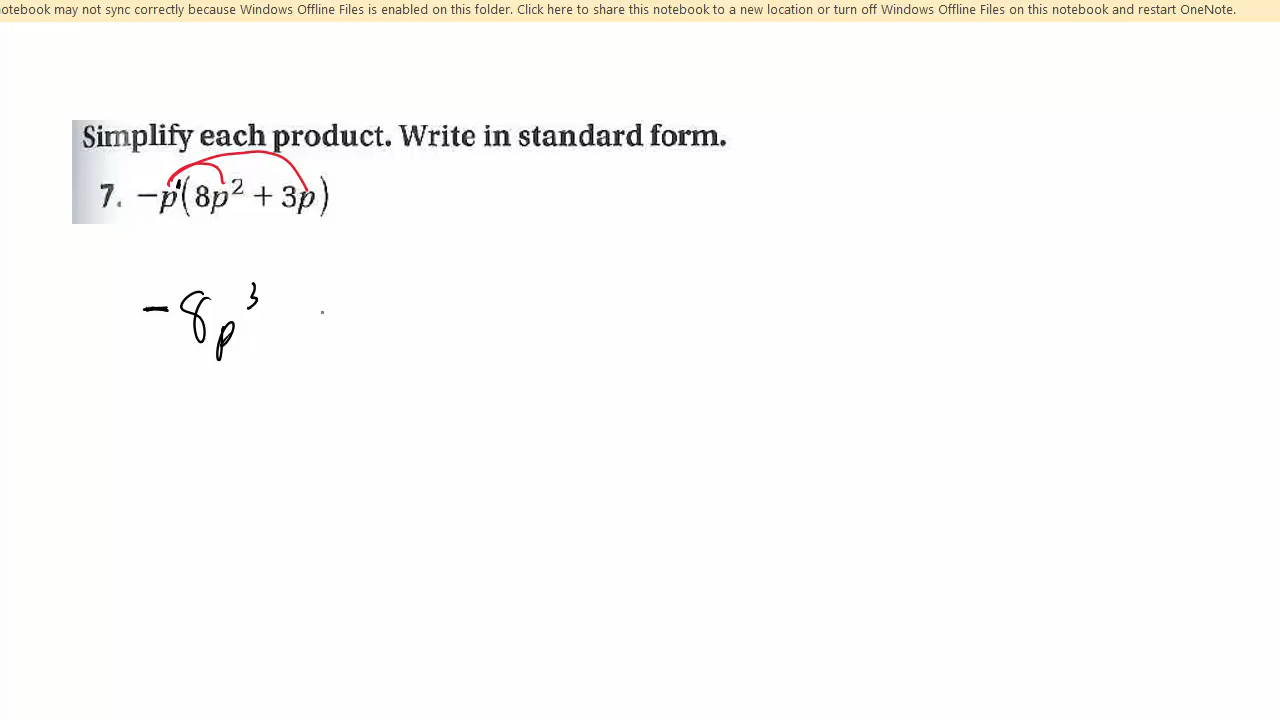 notebook may not sync correctly because Windows Offline Files is enabled on this folder. Click here to share this notebook to a new location or turn off Windows Offline Files on this notebook and restart OneNote.
Simplify each product. Write in standard form.
7. −p¹(8p² + 3p)
−8p³